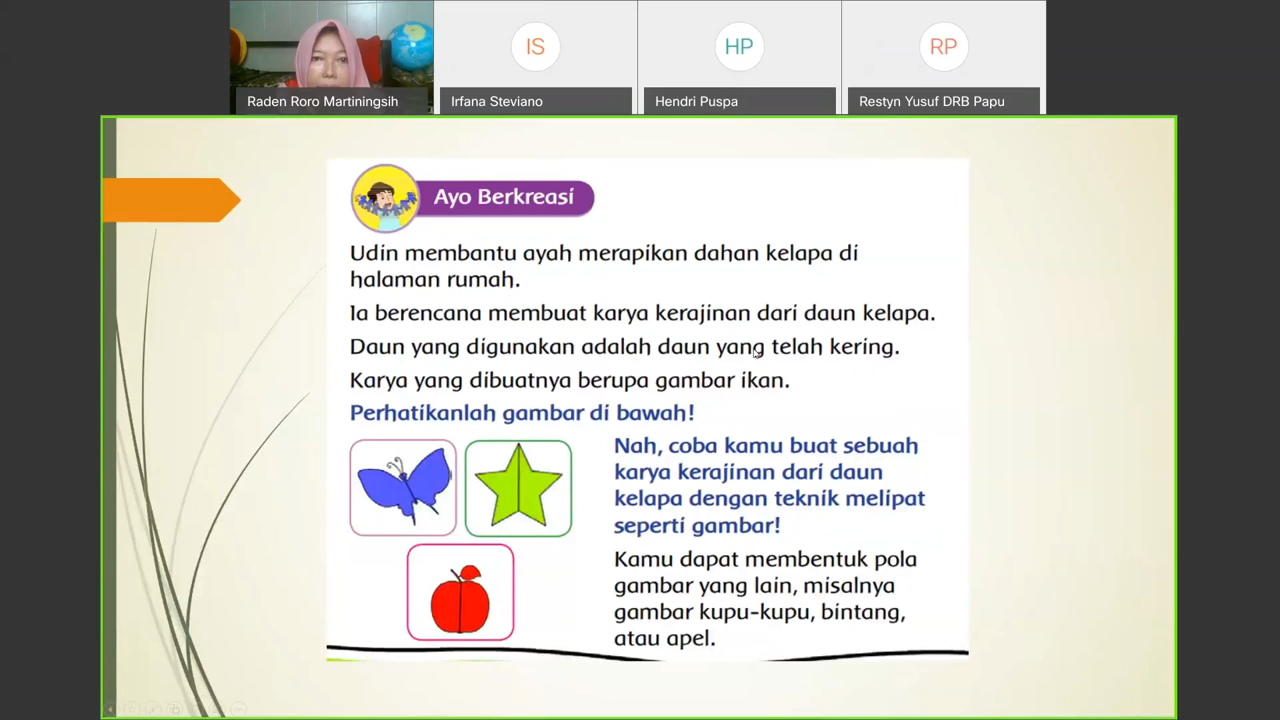 IS
HP
RP
Raden Roro Martiningsih
Irfana Steviano
Hendri Puspa
Restyn Yusuf DRB Papu
Ayo Berkreasi
Udin membantu ayah merapikan dahan kelapa di
halaman rumah.
Ia berencana membuat karya kerajinan dari daun kelapa.
Daun yang digunakan adalah daun yang telah kering.
Karya yang dibuatnya berupa gambar ikan.
Perhatikanlah gambar di bawah!
Nah, coba kamu buat sebuah
karya kerajinan dari daun
kelapa dengan teknik melipat
seperti gambar!
Kamu dapat membentuk pola
gambar yang lain, misalnya
gambar kupu-kupu, bintang,
atau apel.